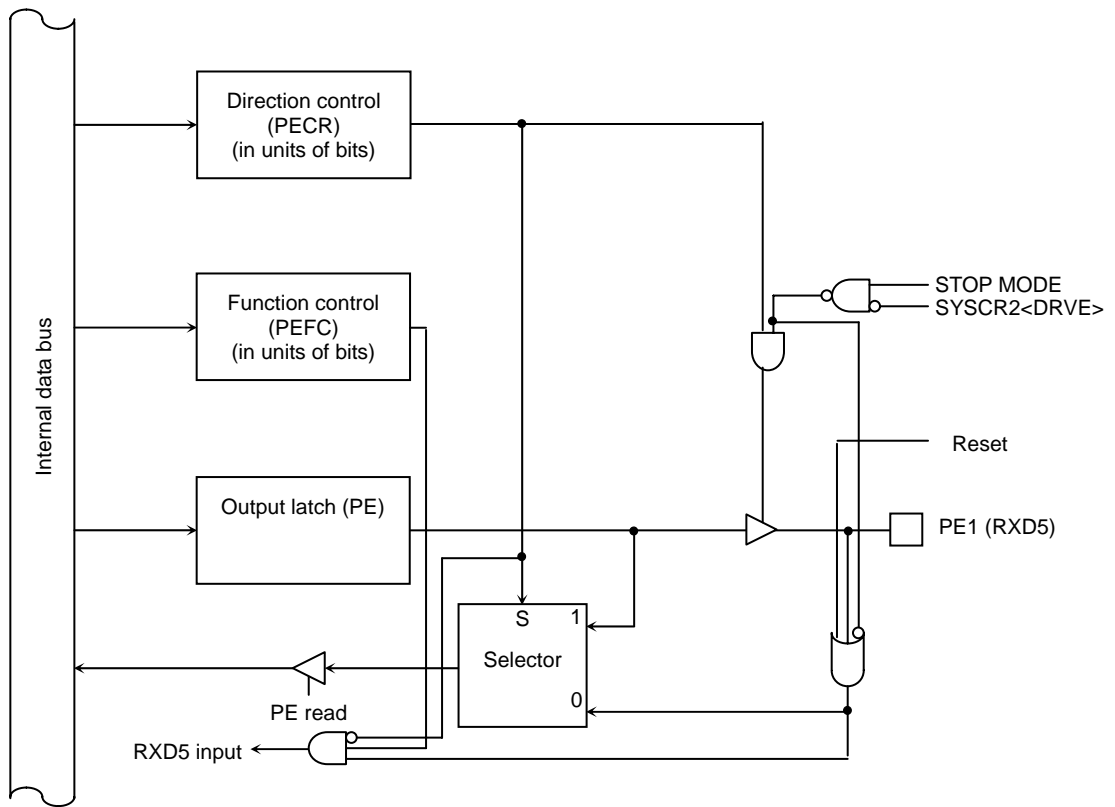 Internal data bus
Direction control
(PECR)
(in units of bits)
Function control
(PEFC)
(in units of bits)
STOP MODE
SYSCR2<DRVE>
Reset
Output latch (PE)
PE1 (RXD5)
S
1
Selector
0
PE read
RXD5 input